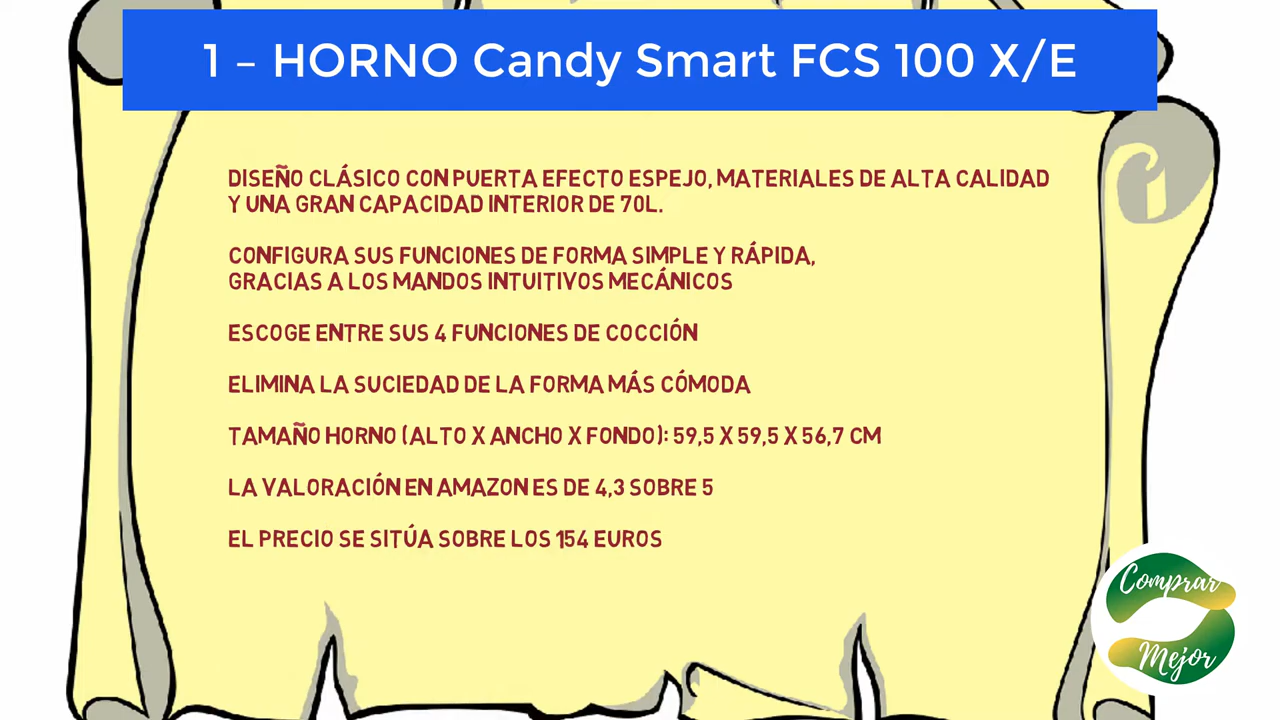 1 – HORNO Candy Smart FCS 100 X/E
DISEÑO CLÁSICO CON PUERTA EFECTO ESPEJO, MATERIALES DE ALTA CALIDAD
Y UNA GRAN CAPACIDAD INTERIOR DE 70L.
CONFIGURA SUS FUNCIONES DE FORMA SIMPLE Y RÁPIDA,
GRACIAS A LOS MANDOS INTUITIVOS MECÁNICOS
ESCOGE ENTRE SUS 4 FUNCIONES DE COCCIÓN
ELIMINA LA SUCIEDAD DE LA FORMA MÁS CÓMODA
TAMAÑO HORNO (ALTO X ANCHO X FONDO): 59,5 X 59,5 X 56,7 CM
LA VALORACIÓN EN AMAZON ES DE 4,3 SOBRE 5
EL PRECIO SE SITÚA SOBRE LOS 154 EUROS
Comprar
Mejor